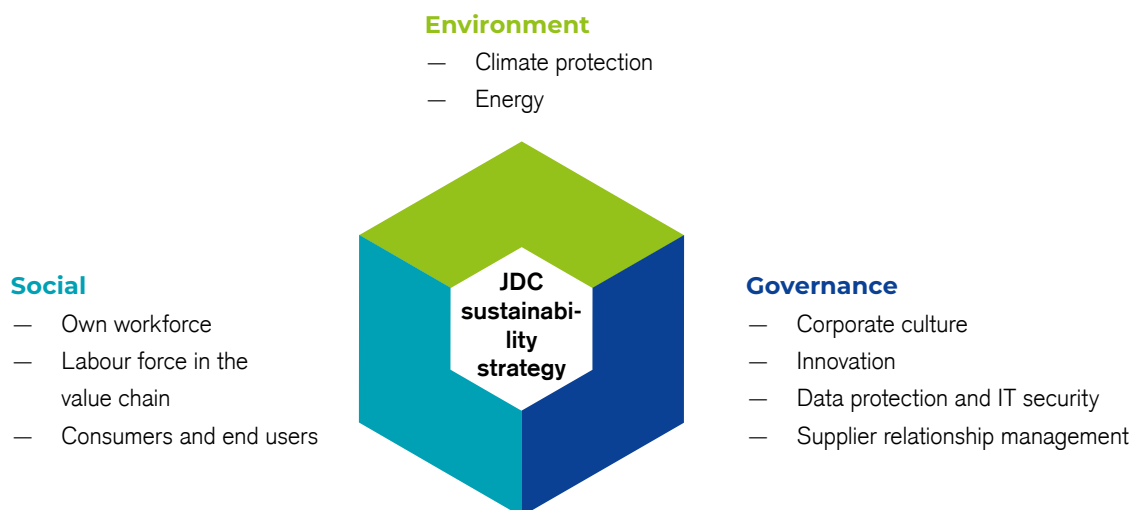 Environment
— Climate protection
— Energy
JDC
sustainabi-
lity
strategy
Social
— Own workforce
— Labour force in the
value chain
— Consumers and end users
Governance
— Corporate culture
— Innovation
— Data protection and IT security
— Supplier relationship management